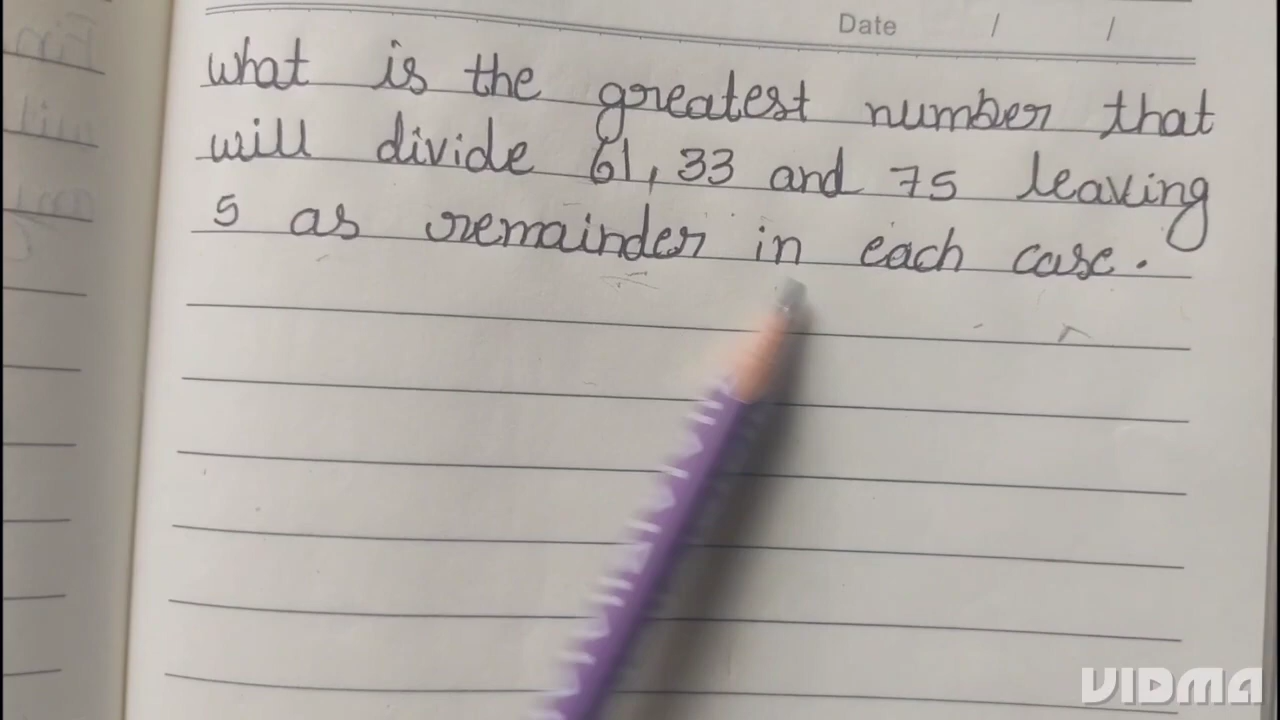 Date / /
what is the greatest number that
will divide 61, 33 and 75 leaving
5 as remainder in each case.
VIDMA